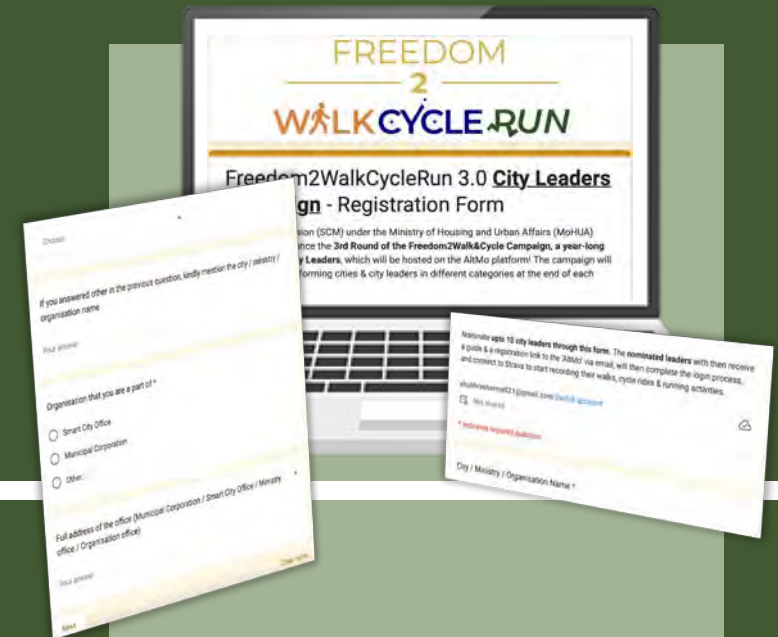 FREEDOM
2
WALK CYCLE RUN
Freedom2WalkCycleRun 3.0 City Leaders
gn - Registration Form
sion (SCM) under the Ministry of Housing and Urban Affairs (MoHUA)
nce the 3rd Round of the Freedom2Walk&Cycle Campaign, a year-long
y Leaders, which will be hosted on the AltMo platform! The campaign will
forming cities & city leaders in different categories at the end of each
Choose
If you answered other in the previous question, kindly mention the city / ministry /
organisation name
Your answer
Organisation that you are a part of *
Smart City Office
Municipal Corporation
Other:
Full address of the office (Municipal Corporation / Smart City Office / Ministry
office / Organisation office) *
Your answer
Next
Clear form
Nominate upto 10 city leaders through this form. The nominated leaders with then receive
a guide & a registration link to the 'AltMo' via email, will then complete the login process,
and connect to Strava to start recording their walks, cycle rides & running activities.
Switch account
Not shared
* Indicates required question
City / Ministry / Organisation Name *